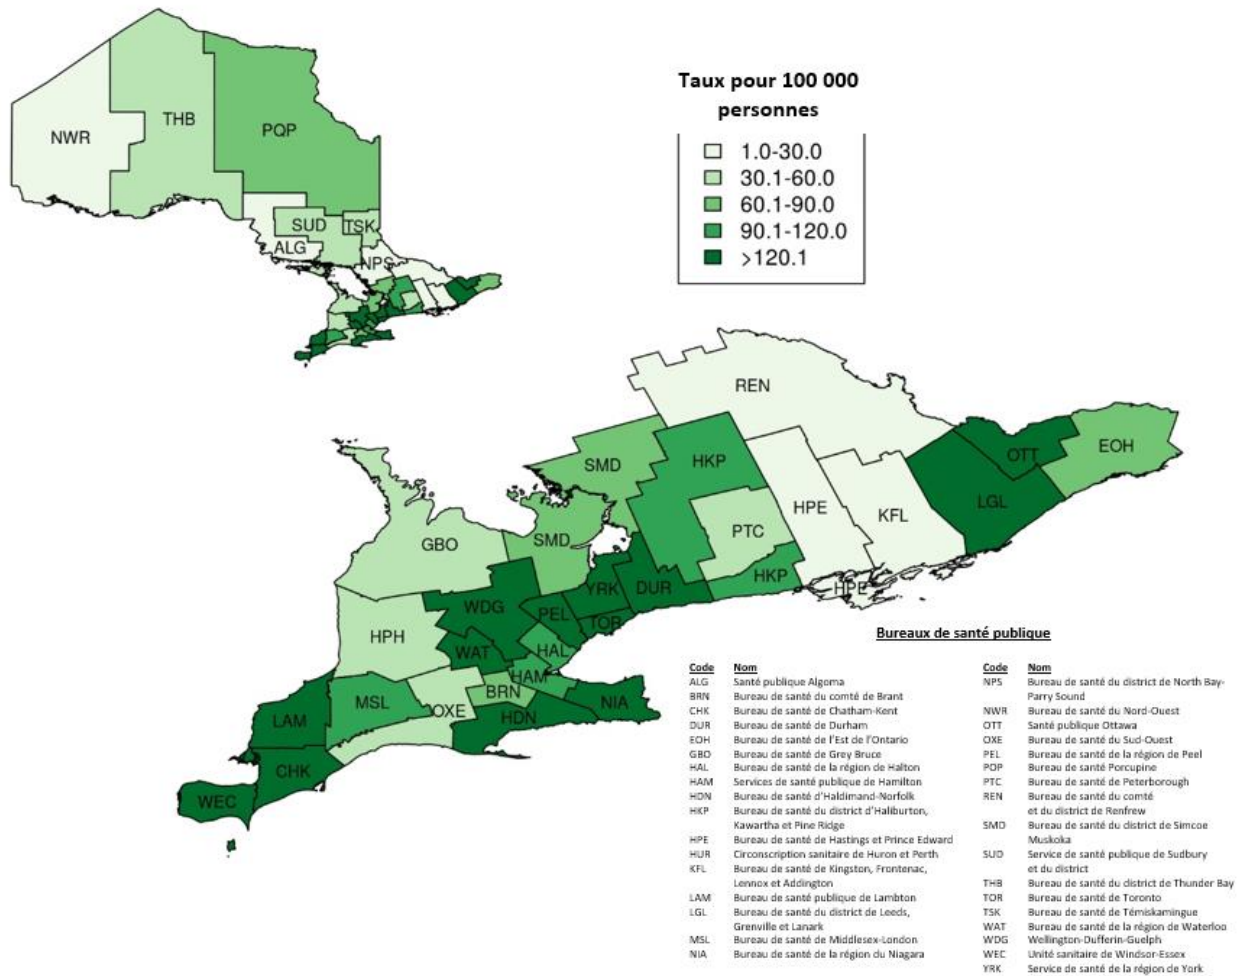 Taux pour 100 000
personnes
1.0-30.0
30.1-60.0
60.1-90.0
90.1-120.0
>120.1
NWR
THB
PQP
SUD
TSK
ALG
NPS
REN
SMD
HKP
OTT
EOH
LGL
HPE
KFL
PTC
GBO
SMD
HKP
YRK
DUR
HPE
WDG
PEL
TOR
HPH
WAT
HAL
HAM
MSL
BRN
OXE
NIA
LAM
HDN
CHK
WEC
Bureaux de santé publique
Code Nom
ALG Santé publique Algoma
BRN Bureau de santé du comté de Brant
CHK Bureau de santé de Chatham-Kent
DUR Bureau de santé de Durham
EOH Bureau de santé de l'Est de l'Ontario
GBO Bureau de santé de Grey Bruce
HAL Bureau de santé de la région de Halton
HAM Services de santé publique de Hamilton
HDN Bureau de santé d'Haldimand-Norfolk
HKP Bureau de santé du district d'Haliburton,
Kawartha et Pine Ridge
HPE Bureau de santé de Hastings et Prince Edward
HUR Circonscription sanitaire de Huron et Perth
KFL Bureau de santé de Kingston, Frontenac,
Lennox et Addington
LAM Bureau de santé publique de Lambton
LGL Bureau de santé du district de Leeds,
Grenville et Lanark
MSL Bureau de santé de Middlesex-London
NIA Bureau de santé de la région du Niagara
Code Nom
NPS Bureau de santé du district de North Bay-
Parry Sound
NWR Bureau de santé du Nord-Ouest
OTT Santé publique Ottawa
OXE Bureau de santé du Sud-Ouest
PEL Bureau de santé de la région de Peel
PQP Bureau de santé Porcupine
PTC Bureau de santé de Peterborough
REN Bureau de santé du comté
et du district de Renfrew
SMD Bureau de santé du district de Simcoe
Muskoka
SUD Service de santé publique de Sudbury
et du district
THB Bureau de santé du district de Thunder Bay
TOR Bureau de santé de Toronto
TSK Bureau de santé de Témiskamingue
WAT Bureau de santé de la région de Waterloo
WDG Wellington-Dufferin-Guelph
WEC Unité sanitaire de Windsor-Essex
YRK Service de santé de la région de York